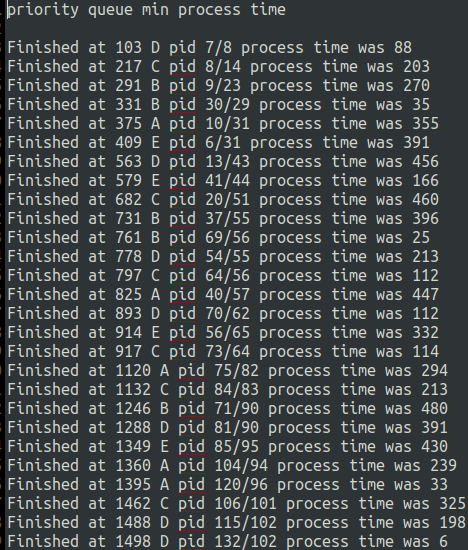 priority queue min process time
Finished at 103 D pid 7/8 process time was 88
Finished at 217 C pid 8/14 process time was 203
Finished at 291 B pid 9/23 process time was 270
Finished at 331 B pid 30/29 process time was 35
Finished at 375 A pid 10/31 process time was 355
Finished at 409 E pid 6/31 process time was 391
Finished at 563 D pid 13/43 process time was 456
Finished at 579 E pid 41/44 process time was 166
Finished at 682 C pid 20/51 process time was 460
Finished at 731 B pid 37/55 process time was 396
Finished at 761 B pid 69/56 process time was 25
Finished at 778 D pid 54/55 process time was 213
Finished at 797 C pid 64/56 process time was 112
Finished at 825 A pid 40/57 process time was 447
Finished at 893 D pid 70/62 process time was 112
Finished at 914 E pid 56/65 process time was 332
Finished at 917 C pid 73/64 process time was 114
Finished at 1120 A pid 75/82 process time was 294
Finished at 1132 C pid 84/83 process time was 213
Finished at 1246 B pid 71/90 process time was 480
Finished at 1288 D pid 81/90 process time was 391
Finished at 1349 E pid 85/95 process time was 430
Finished at 1360 A pid 104/94 process time was 239
Finished at 1395 A pid 120/96 process time was 33
Finished at 1462 C pid 106/101 process time was 325
Finished at 1488 D pid 115/102 process time was 198
Finished at 1498 D pid 132/102 process time was 6